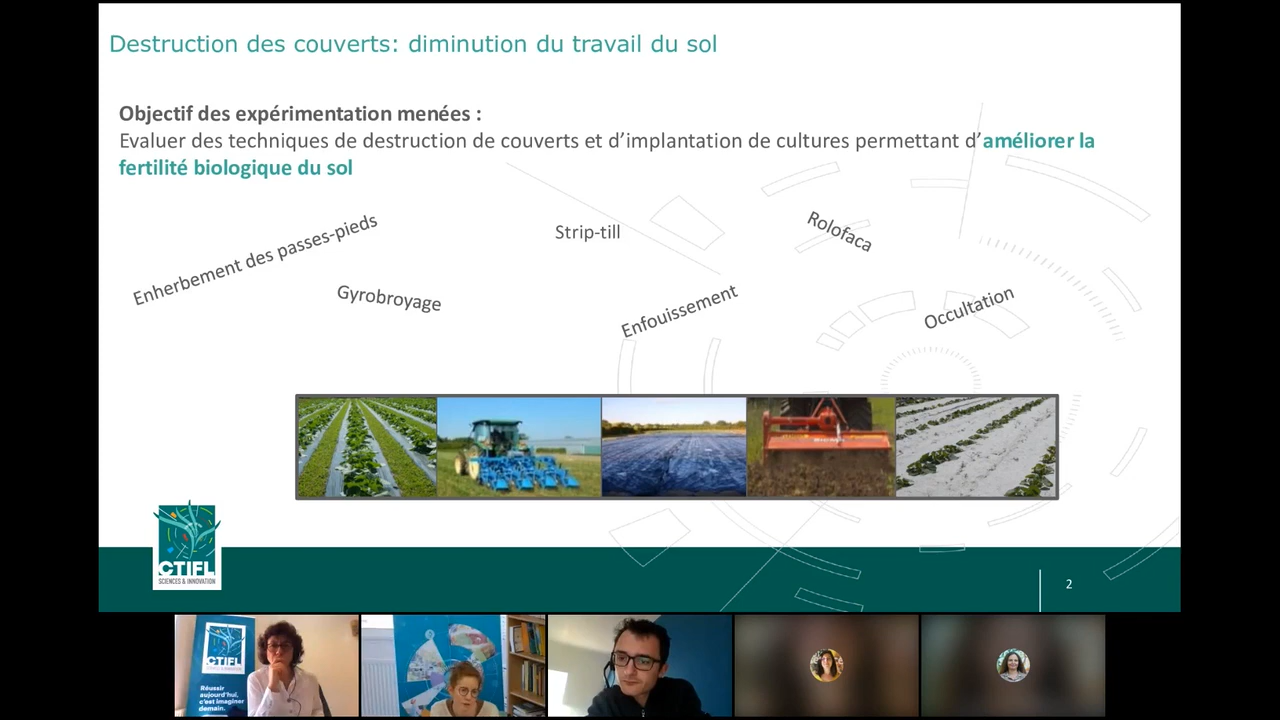 Destruction des couverts: diminution du travail du sol
Objectif des expérimentation menées :
Evaluer des techniques de destruction de couverts et d’implantation de cultures permettant d’améliorer la
fertilité biologique du sol
Enherbement des passes-pieds
Strip-till
Rolofaca
Gyrobroyage
Enfouissement
Occultation
CTIFL
SCIENCES & INNOVATION
2
CTIFL
Réussir
aujourd'hui,
c'est imaginer
demain.